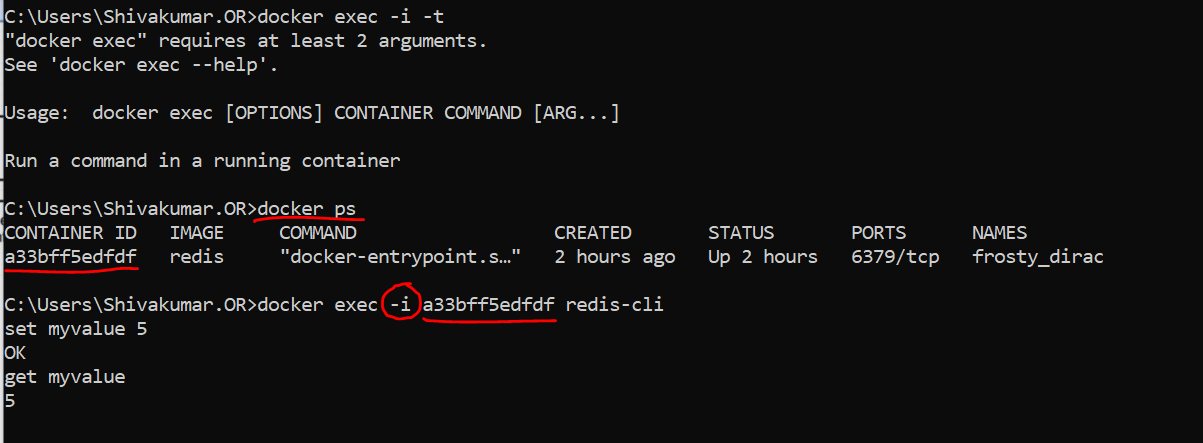 C:\Users\Shivakumar.OR>docker exec -i -t
"docker exec" requires at least 2 arguments.
See 'docker exec --help'.
Usage:  docker exec [OPTIONS] CONTAINER COMMAND [ARG...]
Run a command in a running container
C:\Users\Shivakumar.OR>docker ps
CONTAINER ID   IMAGE     COMMAND                  CREATED       STATUS       PORTS      NAMES
a33bff5edfdf   redis     "docker-entrypoint.s…"   2 hours ago   Up 2 hours   6379/tcp   frosty_dirac
C:\Users\Shivakumar.OR>docker exec -i a33bff5edfdf redis-cli
set myvalue 5
OK
get myvalue
5